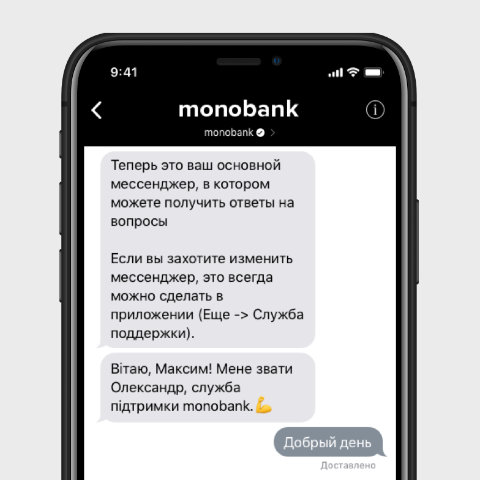 9:41
monobank
monobank
Теперь это ваш основной
мессенджер, в котором
можете получить ответы на
вопросы
Если вы захотите изменить
мессенджер, это всегда
можно сделать в
приложении (Еще -> Служба
поддержки).
Вітаю, Максим! Мене звати
Олександр, служба
підтримки monobank.💪
Добрый день
Доставлено